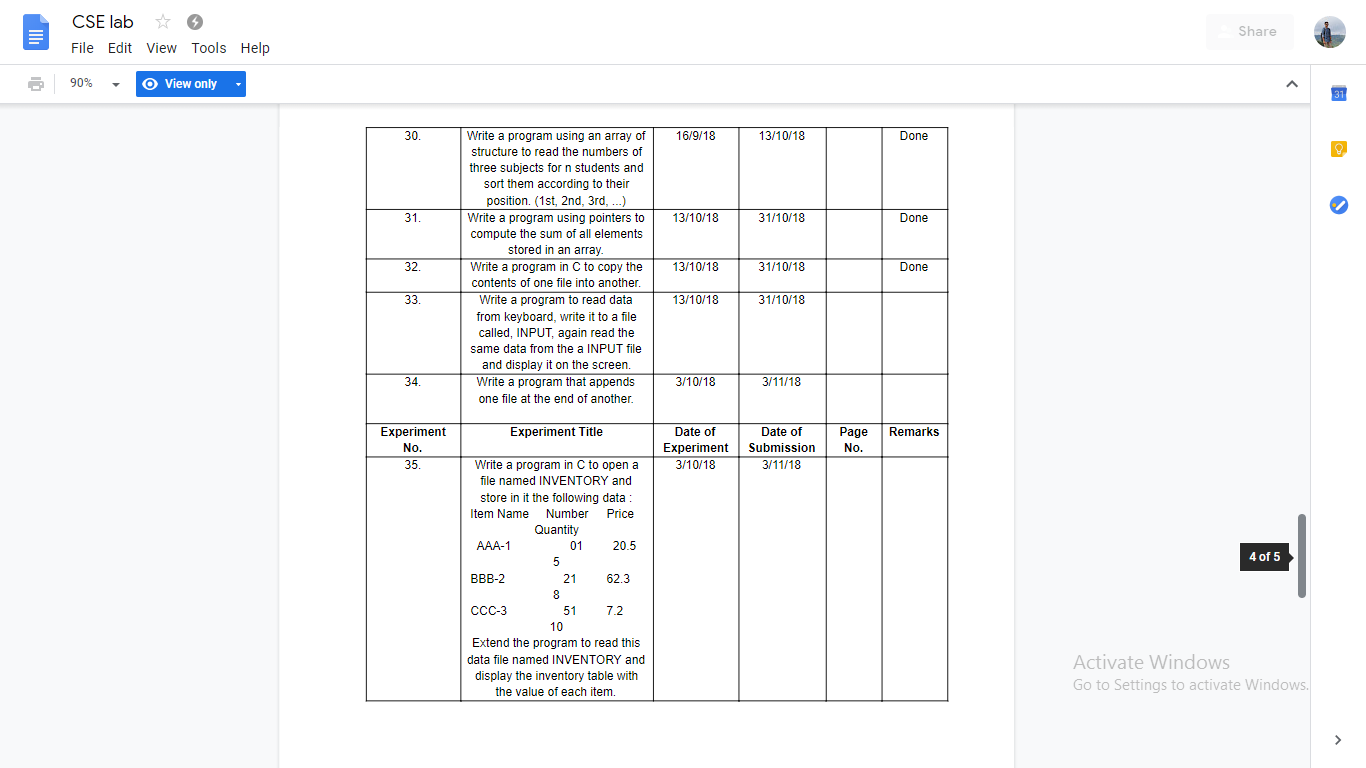 CSE lab
File Edit View Tools Help
Share
90%
View only
31
30. Write a program using an array of 16/9/18 13/10/18 Done
structure to read the numbers of
three subjects for n students and
sort them according to their
position. (1st, 2nd, 3rd, ...)
31. Write a program using pointers to 13/10/18 31/10/18 Done
compute the sum of all elements
stored in an array.
32. Write a program in C to copy the 13/10/18 31/10/18 Done
contents of one file into another.
33. Write a program to read data 13/10/18 31/10/18
from keyboard, write it to a file
called, INPUT, again read the
same data from the a INPUT file
and display it on the screen.
34. Write a program that appends 3/10/18 3/11/18
one file at the end of another.
Experiment Experiment Title Date of Date of Page Remarks
No. Experiment Submission No.
35. Write a program in C to open a 3/10/18 3/11/18
file named INVENTORY and
store in it the following data :
Item Name Number Price
Quantity
AAA-1 01 20.5
5
BBB-2 21 62.3
8
CCC-3 51 7.2
10
Extend the program to read this
data file named INVENTORY and
display the inventory table with
the value of each item.
4 of 5
Activate Windows
Go to Settings to activate Windows.